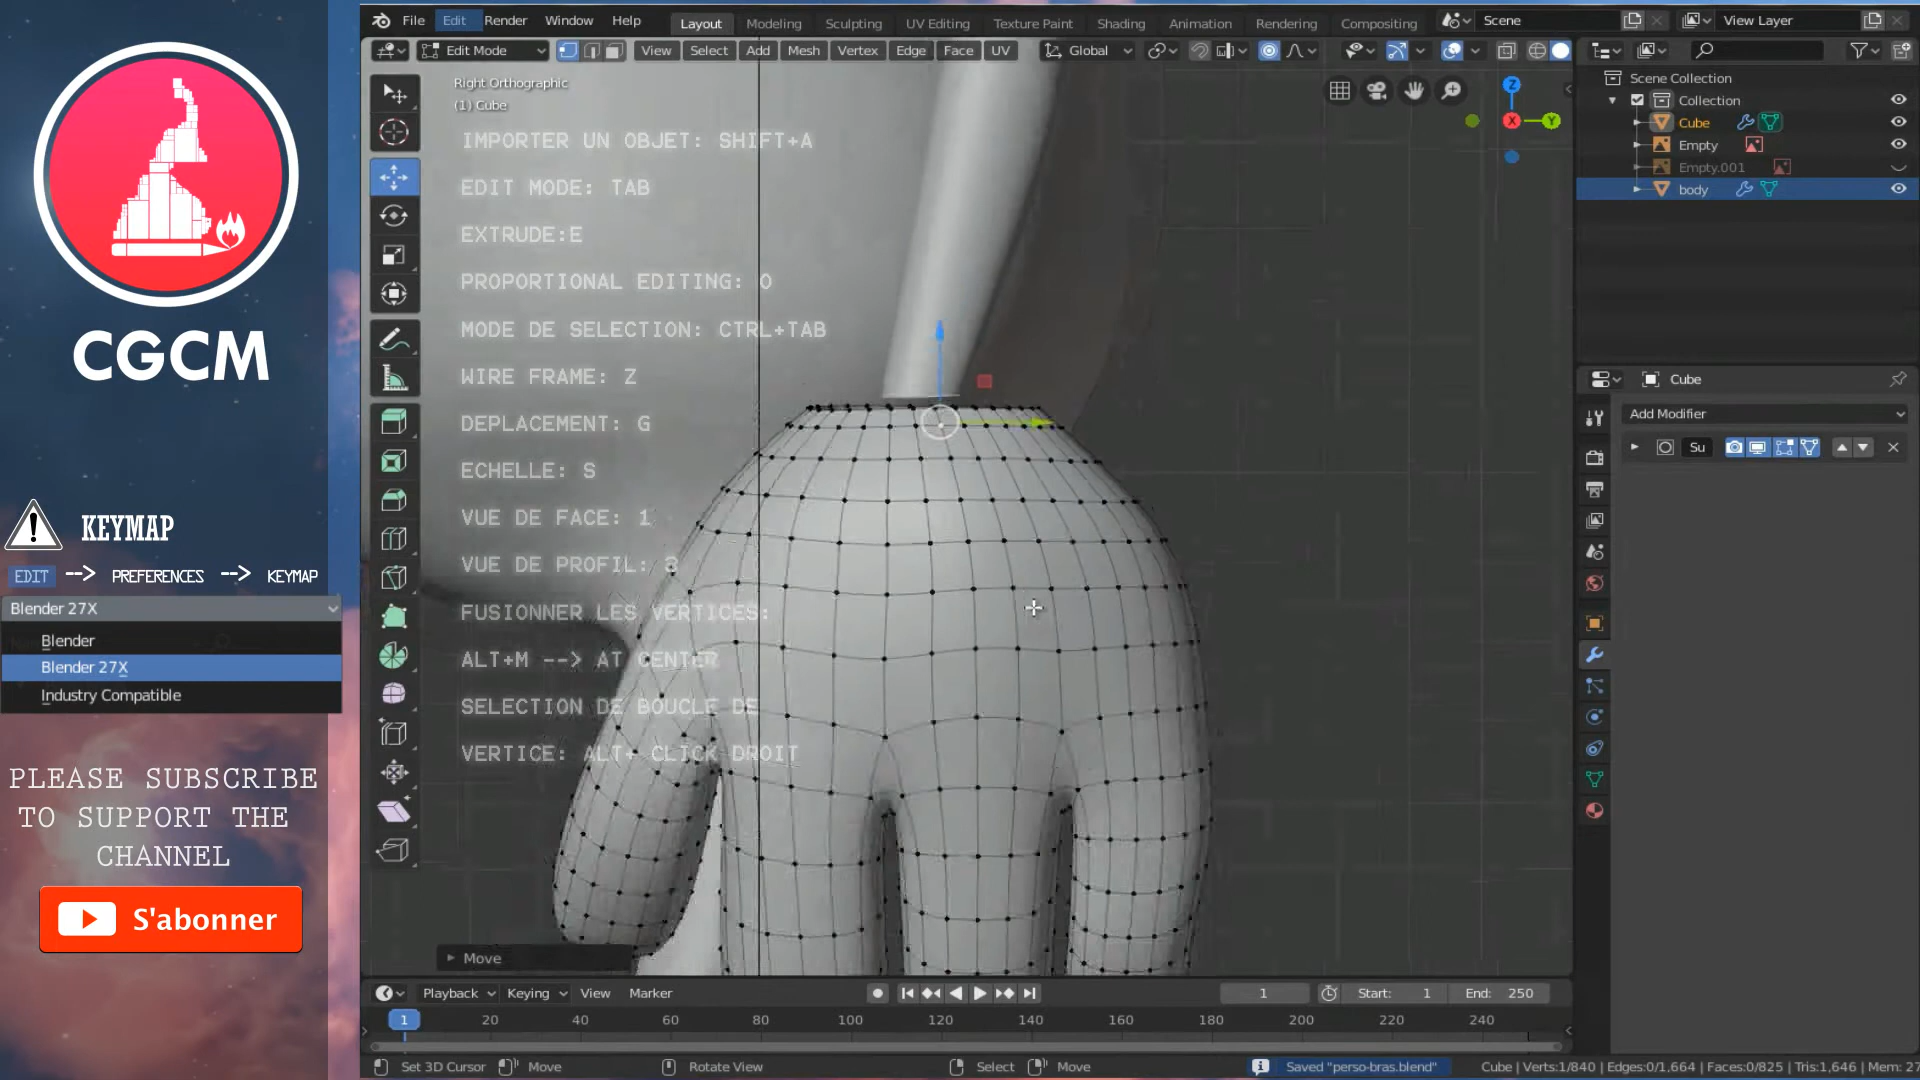 CGCM
KEYMAP
EDIT --> PREFERENCES --> KEYMAP
Blender 27X
Blender
Blender 27X
Industry Compatible
PLEASE SUBSCRIBE
TO SUPPORT THE
CHANNEL
S'abonner
File Edit Render Window Help
Layout Modeling Sculpting UV Editing Texture Paint Shading Animation Rendering Compositing
Scene
View Layer
Edit Mode
View Select Add Mesh Vertex Edge Face UV
Global
Right Orthographic
(1) Cube
IMPORTER UN OBJET: SHIFT+A
EDIT MODE: TAB
EXTRUDE:E
PROPORTIONAL EDITING: O
MODE DE SELECTION: CTRL+TAB
WIRE FRAME: Z
DEPLACEMENT: G
ECHELLE: S
VUE DE FACE: 1
VUE DE PROFIL: 3
FUSIONNER LES VERTICES:
ALT+M --> AT CENTER
SELECTION DE BOUCLE DE
VERTICE: ALT+ CLICK DROIT
Z
X
Y
Move
Scene Collection
Collection
Cube
Empty
Empty.001
body
Cube
Add Modifier
Su
Playback Keying View Marker
1
Start: 1
End: 250
1 20 40 60 80 100 120 140 160 180 200 220 240
Set 3D Cursor Move Rotate View Select Move
Saved "perso-bras.blend"
Cube | Verts:1/840 | Edges:0/1,664 | Faces:0/825 | Tris:1,646 | Mem: 27